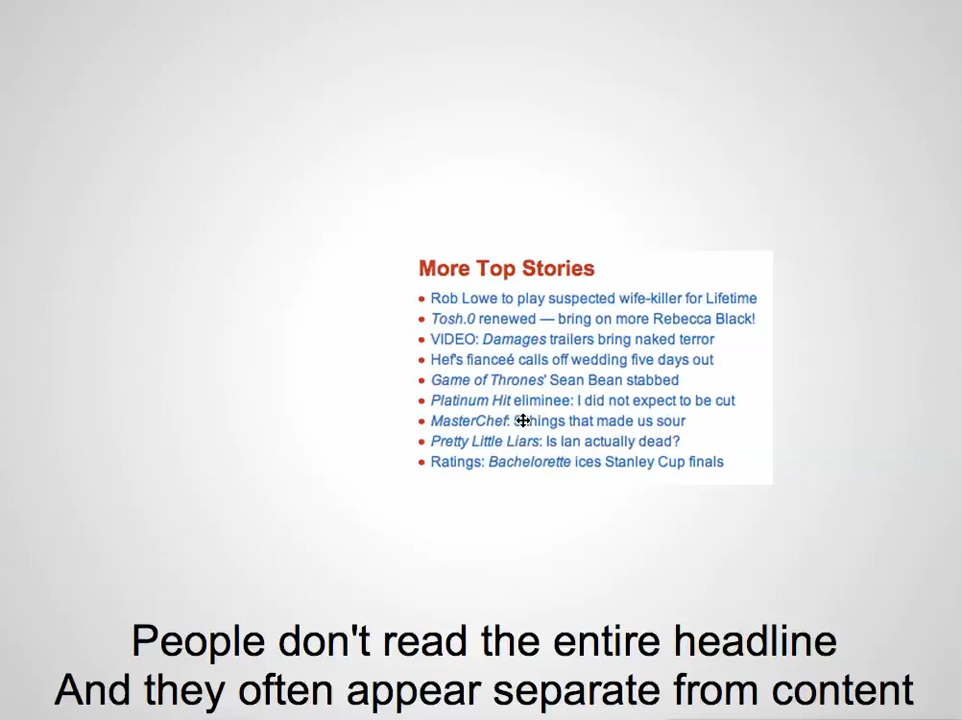 More Top Stories
• Rob Lowe to play suspected wife-killer for Lifetime
• Tosh.0 renewed — bring on more Rebecca Black!
• VIDEO: Damages trailers bring naked terror
• Hef's fianceé calls off wedding five days out
• Game of Thrones' Sean Bean stabbed
• Platinum Hit eliminee: I did not expect to be cut
• MasterChef: things that made us sour
• Pretty Little Liars: Is Ian actually dead?
• Ratings: Bachelorette ices Stanley Cup finals
People don't read the entire headline
And they often appear separate from content